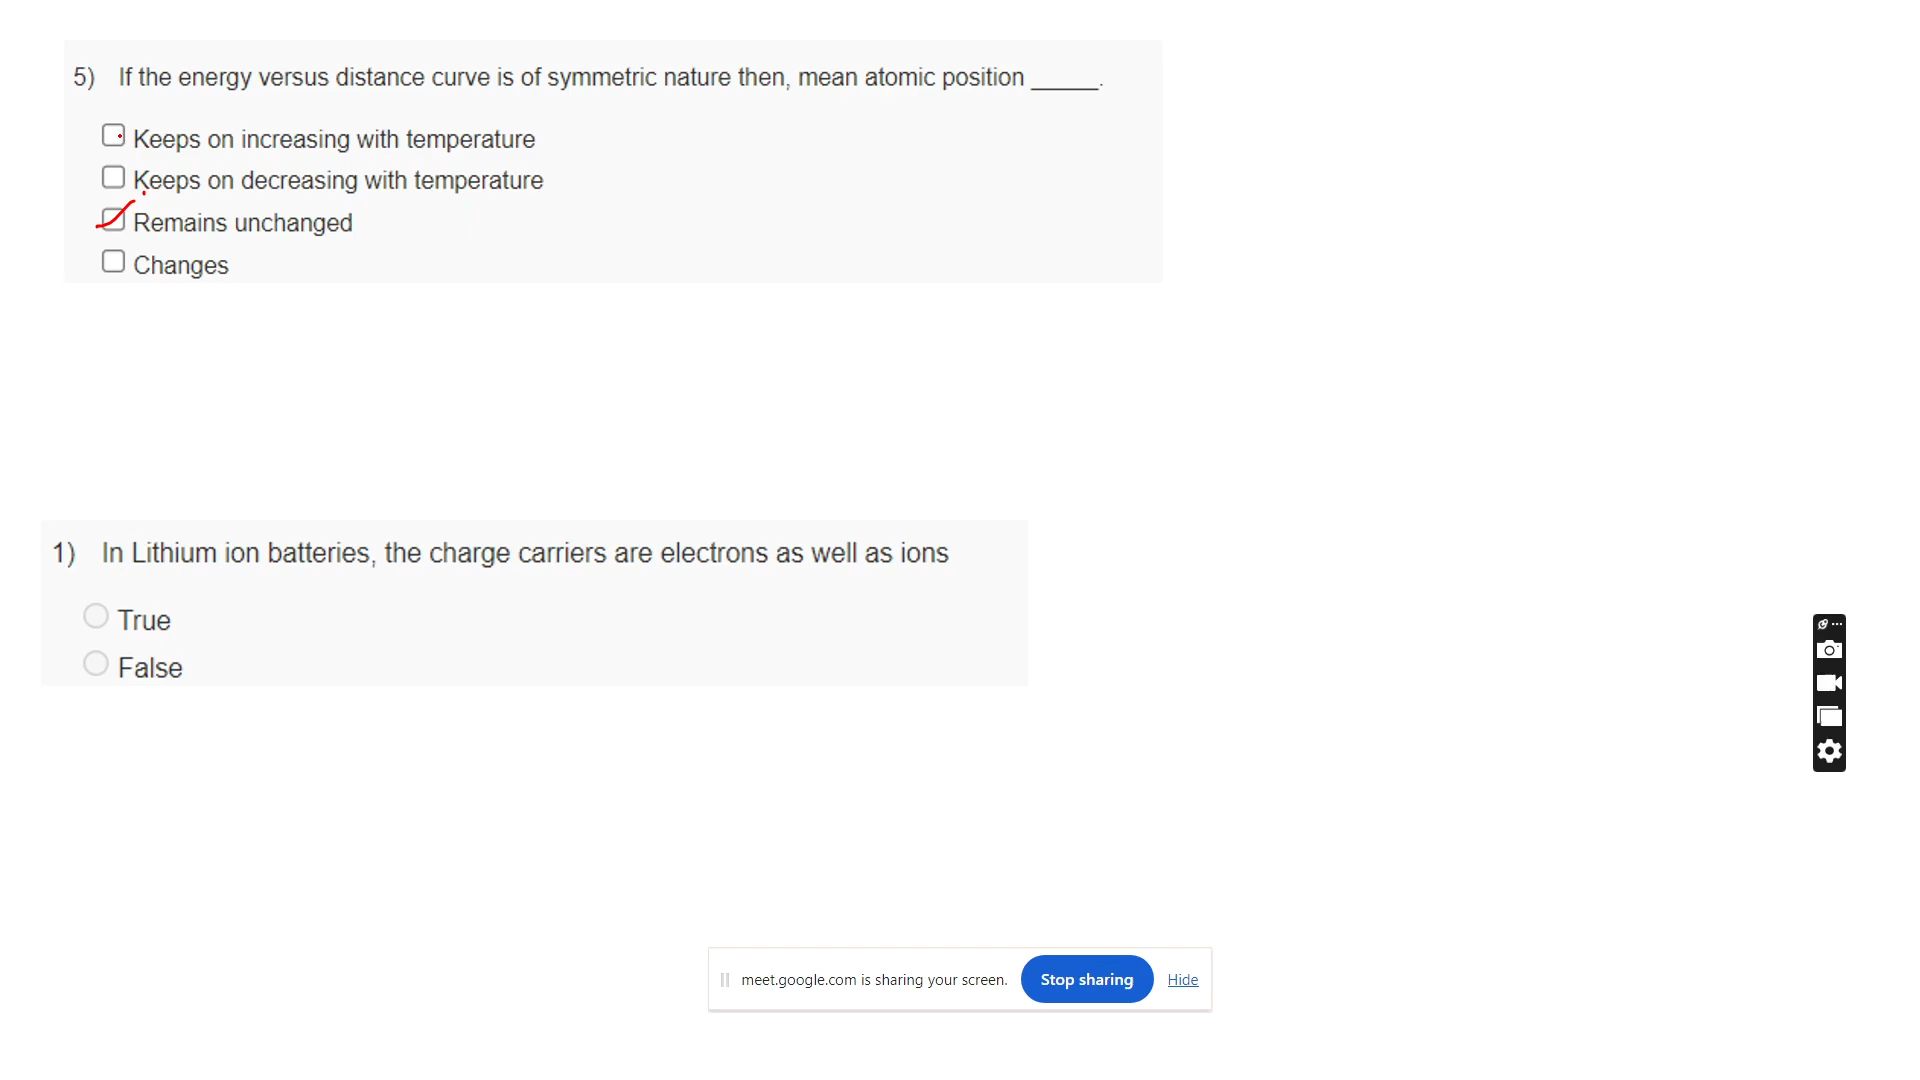 5) If the energy versus distance curve is of symmetric nature then, mean atomic position _____.
Keeps on increasing with temperature
Keeps on decreasing with temperature
Remains unchanged
Changes
1) In Lithium ion batteries, the charge carriers are electrons as well as ions
True
False
meet.google.com is sharing your screen. Stop sharing Hide